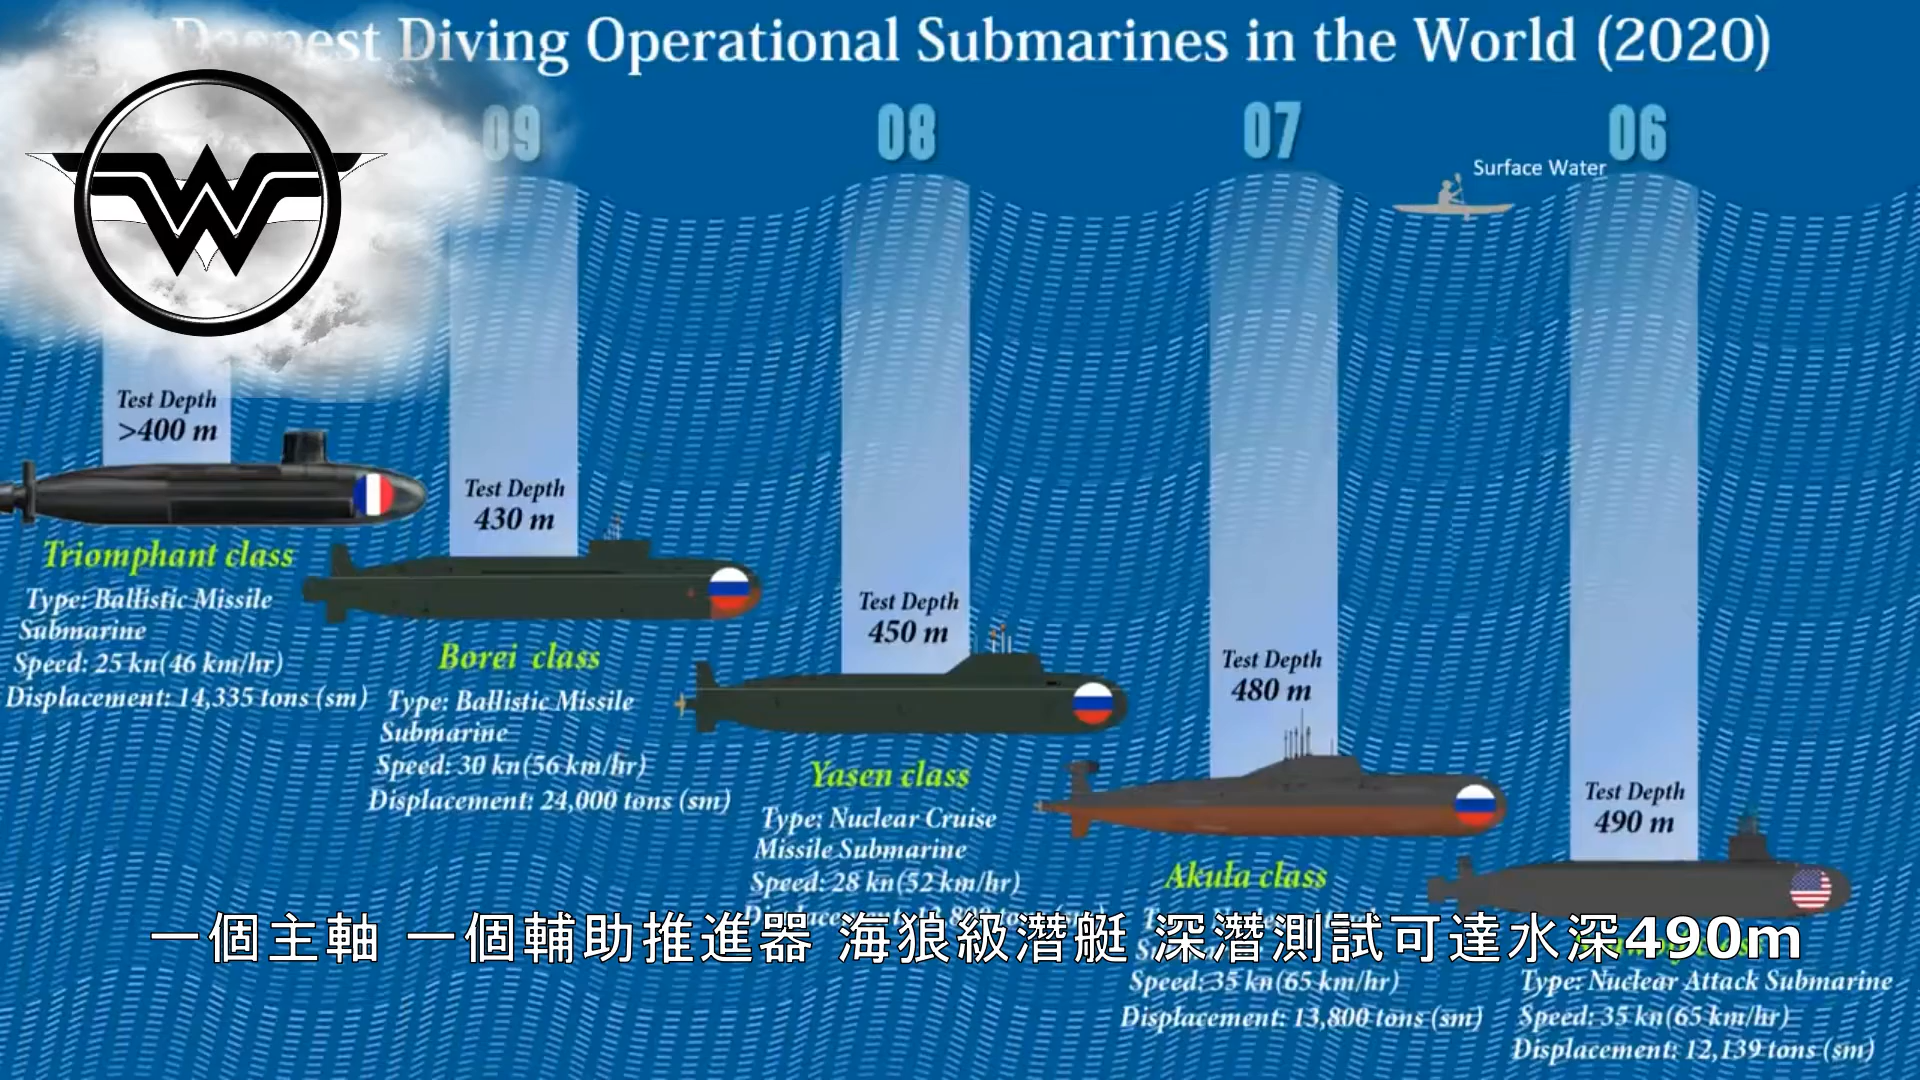 Deepest Diving Operational Submarines in the World (2020)
09
08
07
06
Surface Water
Test Depth
>400 m
Triomphant class
Type: Ballistic Missile
Submarine
Speed: 25 kn(46 km/hr)
Displacement: 14,335 tons (sm)
Test Depth
430 m
Borei class
Type: Ballistic Missile
Submarine
Speed: 30 kn(56 km/hr)
Displacement: 24,000 tons (sm)
Test Depth
450 m
Yasen class
Type: Nuclear Cruise
Missile Submarine
Speed: 28 kn(52 km/hr)
Test Depth
480 m
Akula class
Speed: 35 kn(65 km/hr)
Displacement: 13,800 tons (sm)
Test Depth
490 m
Type: Nuclear Attack Submarine
Speed: 35 kn(65 km/hr)
Displacement: 12,139 tons (sm)
一個主軸 一個輔助推進器 海狼級潛艇 深潛測試可達水深490m